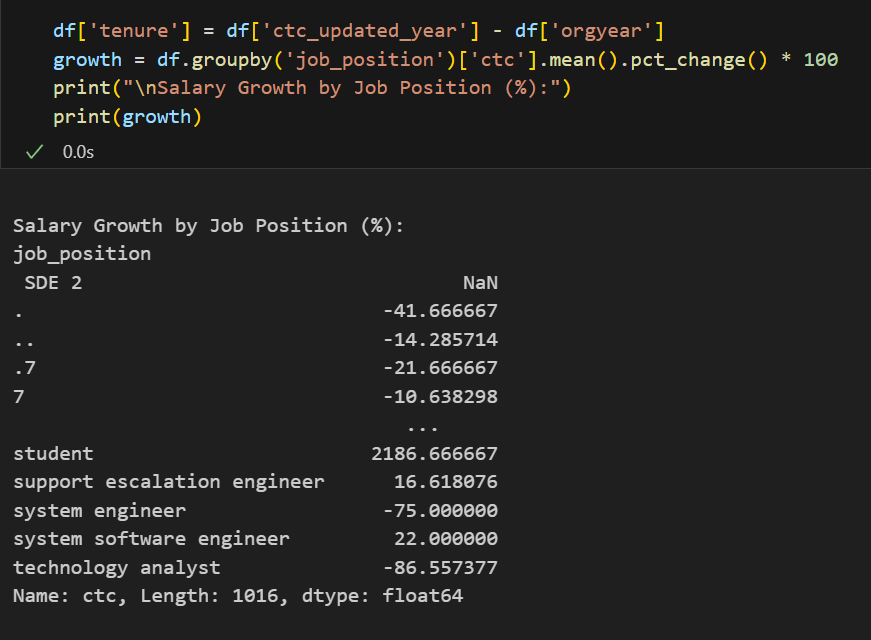 df['tenure'] = df['ctc_updated_year'] - df['orgyear']
growth = df.groupby('job_position')['ctc'].mean().pct_change() * 100
print("\nSalary Growth by Job Position (%):")
print(growth)
0.0s
Salary Growth by Job Position (%):
job_position
 SDE 2                               NaN
.                             -41.666667
..                            -14.285714
.7                            -21.666667
7                             -10.638298
                                 ...
student                      2186.666667
support escalation engineer    16.618076
system engineer               -75.000000
system software engineer       22.000000
technology analyst            -86.557377
Name: ctc, Length: 1016, dtype: float64